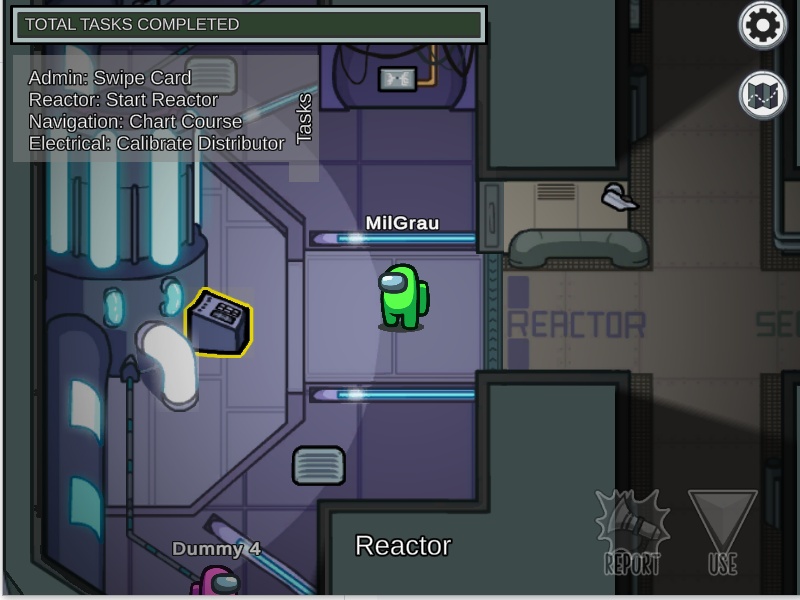 TOTAL TASKS COMPLETED
Admin: Swipe Card
Reactor: Start Reactor
Navigation: Chart Course
Electrical: Calibrate Distributor
Tasks
MilGrau
REACTOR
Dummy 4
Reactor
REPORT
USE